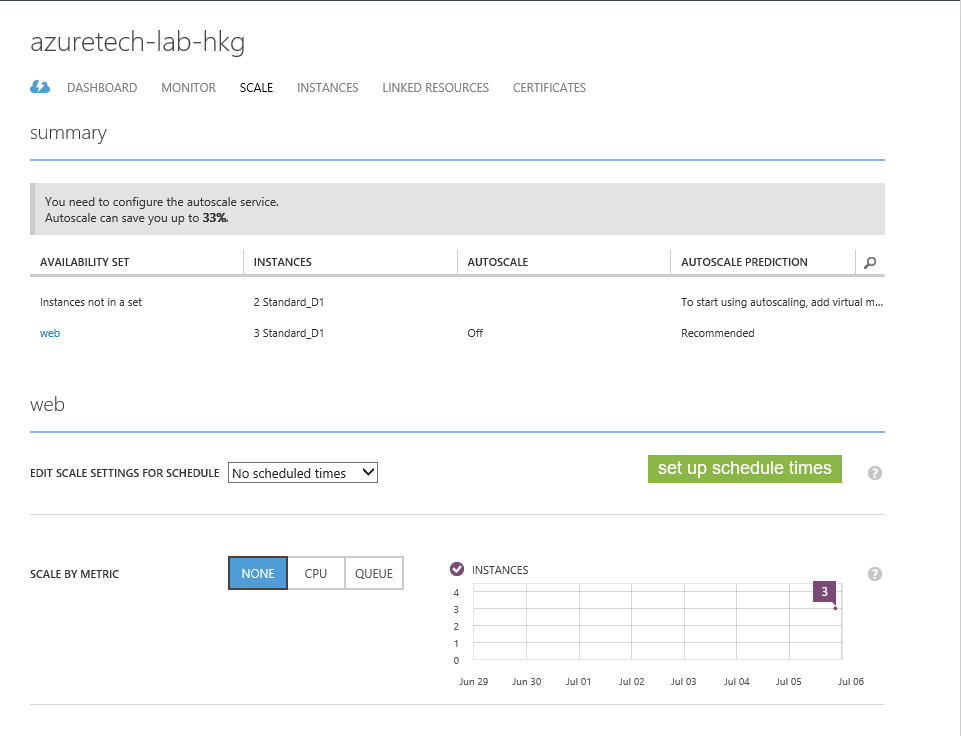 azuretech-lab-hkg
DASHBOARD MONITOR SCALE INSTANCES LINKED RESOURCES CERTIFICATES
summary
You need to configure the autoscale service.
Autoscale can save you up to 33%.
AVAILABILITY SET INSTANCES AUTOSCALE AUTOSCALE PREDICTION
Instances not in a set 2 Standard_D1 To start using autoscaling, add virtual m...
web 3 Standard_D1 Off Recommended
web
EDIT SCALE SETTINGS FOR SCHEDULE No scheduled times set up schedule times ?
SCALE BY METRIC NONE CPU QUEUE INSTANCES ?
4
3
3
2
1
0
Jun 29 Jun 30 Jul 01 Jul 02 Jul 03 Jul 04 Jul 05 Jul 06